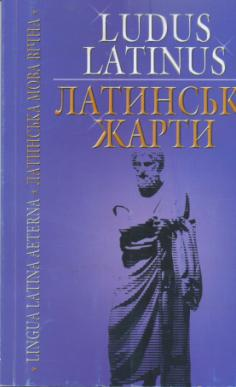 LUDUS
LATINUS
ЛАТИНСЬК
ЖАРТИ
• LINGUA LATINA AETERNA • ЛАТИНСЬКА МОВА ВІЧНА •